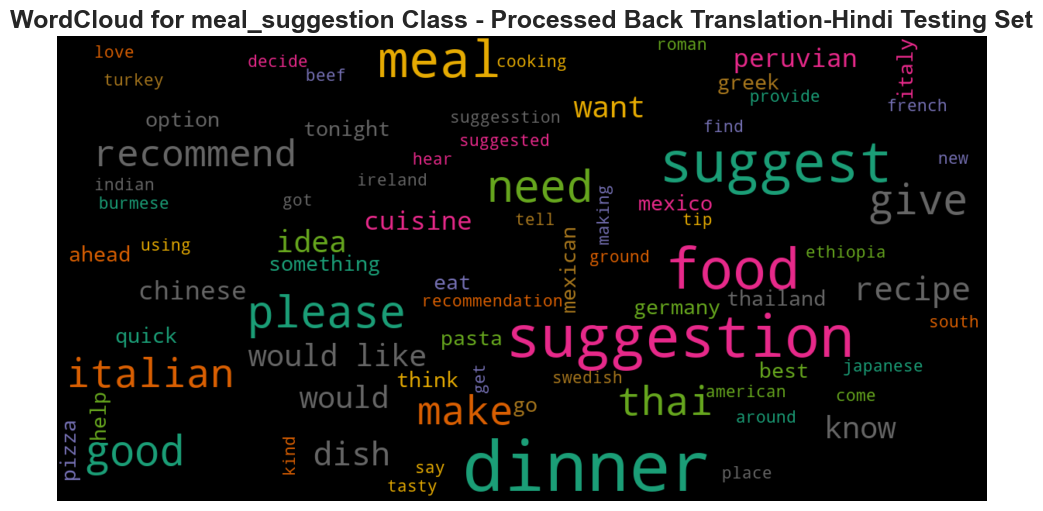 WordCloud for meal_suggestion Class - Processed Back Translation-Hindi Testing Set
love
decide
meal
cooking
roman
peruvian
italy
turkey
beef
greek
provide
french
option
tonight
suggesstion
want
find
recommend
suggested
hear
suggest
new
indian
ireland
need
give
burmese
got
making
mexico
cuisine
tell
tip
ahead
using
idea
something
mexican
ground
food
ethiopia
chinese
eat
recommendation
germany
thailand
recipe
please
quick
pasta
suggestion
south
would like
italian
think
get
swedish
best
japanese
would
make
go
thai
american
come
help
around
know
pizza
good
kind
dish
say
tasty
dinner
place